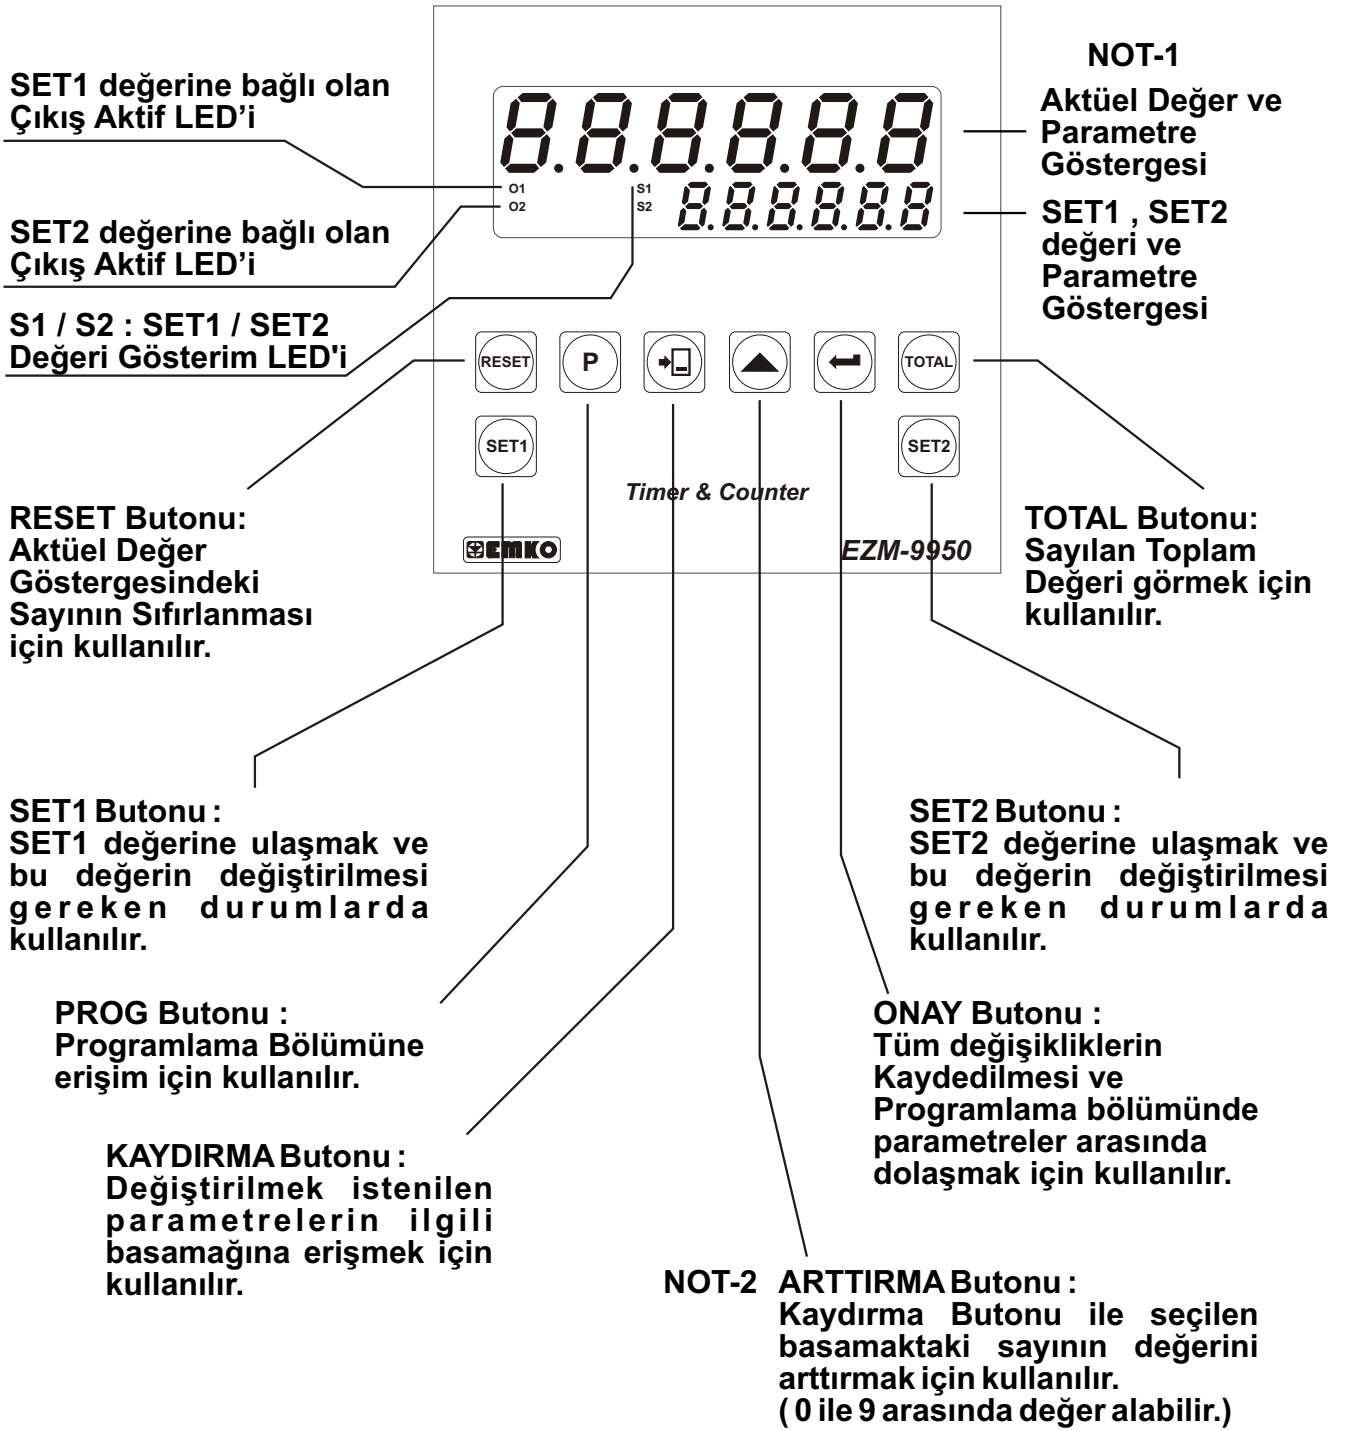 SET1 değerine bağlı olan
Çıkış Aktif LED’i
SET2 değerine bağlı olan
Çıkış Aktif LED’i
S1 / S2 : SET1 / SET2
Değeri Gösterim LED'i
8.8.8.8.8.8
O1
O2
S1
S2
8.8.8.8.8.8
NOT-1
Aktüel Değer ve
Parametre
Göstergesi
SET1 , SET2
değeri ve
Parametre
Göstergesi
RESET
P
TOTAL
SET1
SET2
Timer & Counter
EMKO
EZM-9950
RESET Butonu:
Aktüel Değer
Göstergesindeki
Sayının Sıfırlanması
için kullanılır.
TOTAL Butonu:
Sayılan Toplam
Değeri görmek için
kullanılır.
SET1 Butonu :
SET1 değerine ulaşmak ve
bu değerin değiştirilmesi
gereken durumlarda
kullanılır.
SET2 Butonu :
SET2 değerine ulaşmak ve
bu değerin değiştirilmesi
gereken durumlarda
kullanılır.
PROG Butonu :
Programlama Bölümüne
erişim için kullanılır.
ONAY Butonu :
Tüm değişikliklerin
Kaydedilmesi ve
Programlama bölümünde
parametreler arasında
dolaşmak için kullanılır.
KAYDIRMA Butonu :
Değiştirilmek istenilen
parametrelerin ilgili
basamağına erişmek için
kullanılır.
NOT-2 ARTTIRMA Butonu :
Kaydırma Butonu ile seçilen
basamaktaki sayının değerini
arttırmak için kullanılır.
( 0 ile 9 arasında değer alabilir.)